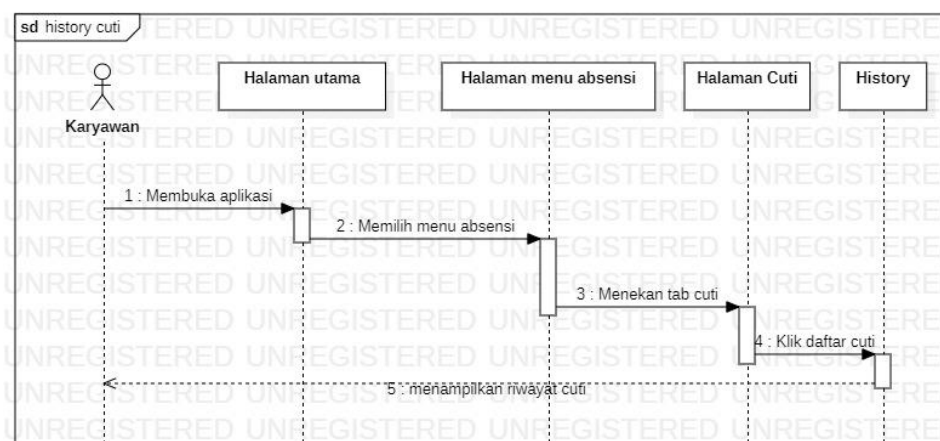 sd history cuti
Halaman utama
Halaman menu absensi
Halaman Cuti
History
Karyawan
1 : Membuka aplikasi
2 : Memilih menu absensi
3 : Menekan tab cuti
4 : Klik daftar cuti
5 : menampilkan riwayat cuti
UNREGISTERED UNREGISTERED UNREGISTERED UNREGISTERED